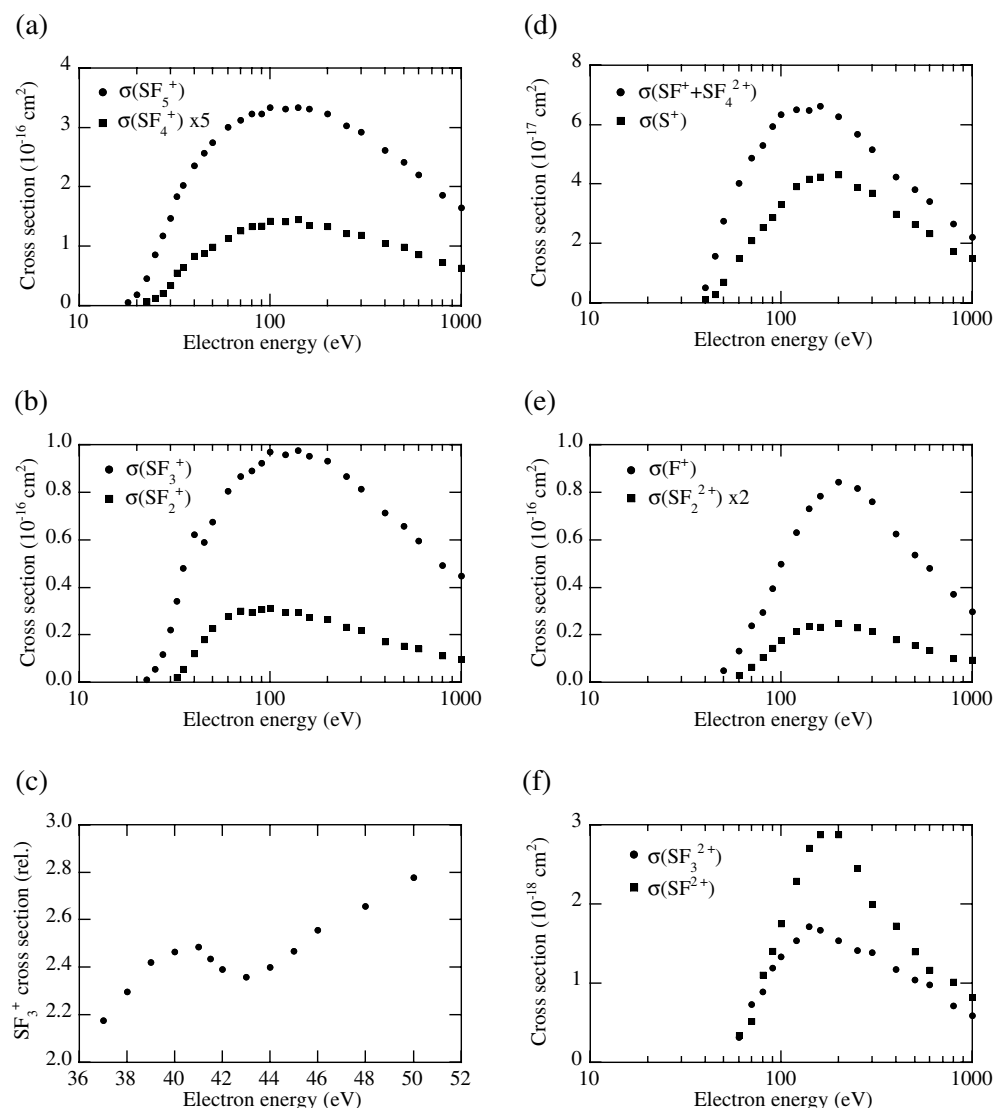 (a)
4
3
2
1
0
10
100
1000
Cross section (10⁻¹⁶ cm²)
Electron energy (eV)
● σ(SF₅⁺)
■ σ(SF₄⁺) x5
(b)
1.0
0.8
0.6
0.4
0.2
0.0
10
100
1000
Cross section (10⁻¹⁶ cm²)
Electron energy (eV)
● σ(SF₃⁺)
■ σ(SF₂⁺)
(c)
3.0
2.8
2.6
2.4
2.2
2.0
36 38 40 42 44 46 48 50 52
SF₃⁺ cross section (rel.)
Electron energy (eV)
(d)
8
6
4
2
0
10
100
1000
Cross section (10⁻¹⁷ cm²)
Electron energy (eV)
● σ(SF⁺+SF₄²⁺)
■ σ(S⁺)
(e)
1.0
0.8
0.6
0.4
0.2
0.0
10
100
1000
Cross section (10⁻¹⁶ cm²)
Electron energy (eV)
● σ(F⁺)
■ σ(SF₂²⁺) x2
(f)
3
2
1
0
10
100
1000
Cross section (10⁻¹⁸ cm²)
Electron energy (eV)
● σ(SF₃²⁺)
■ σ(SF²⁺)